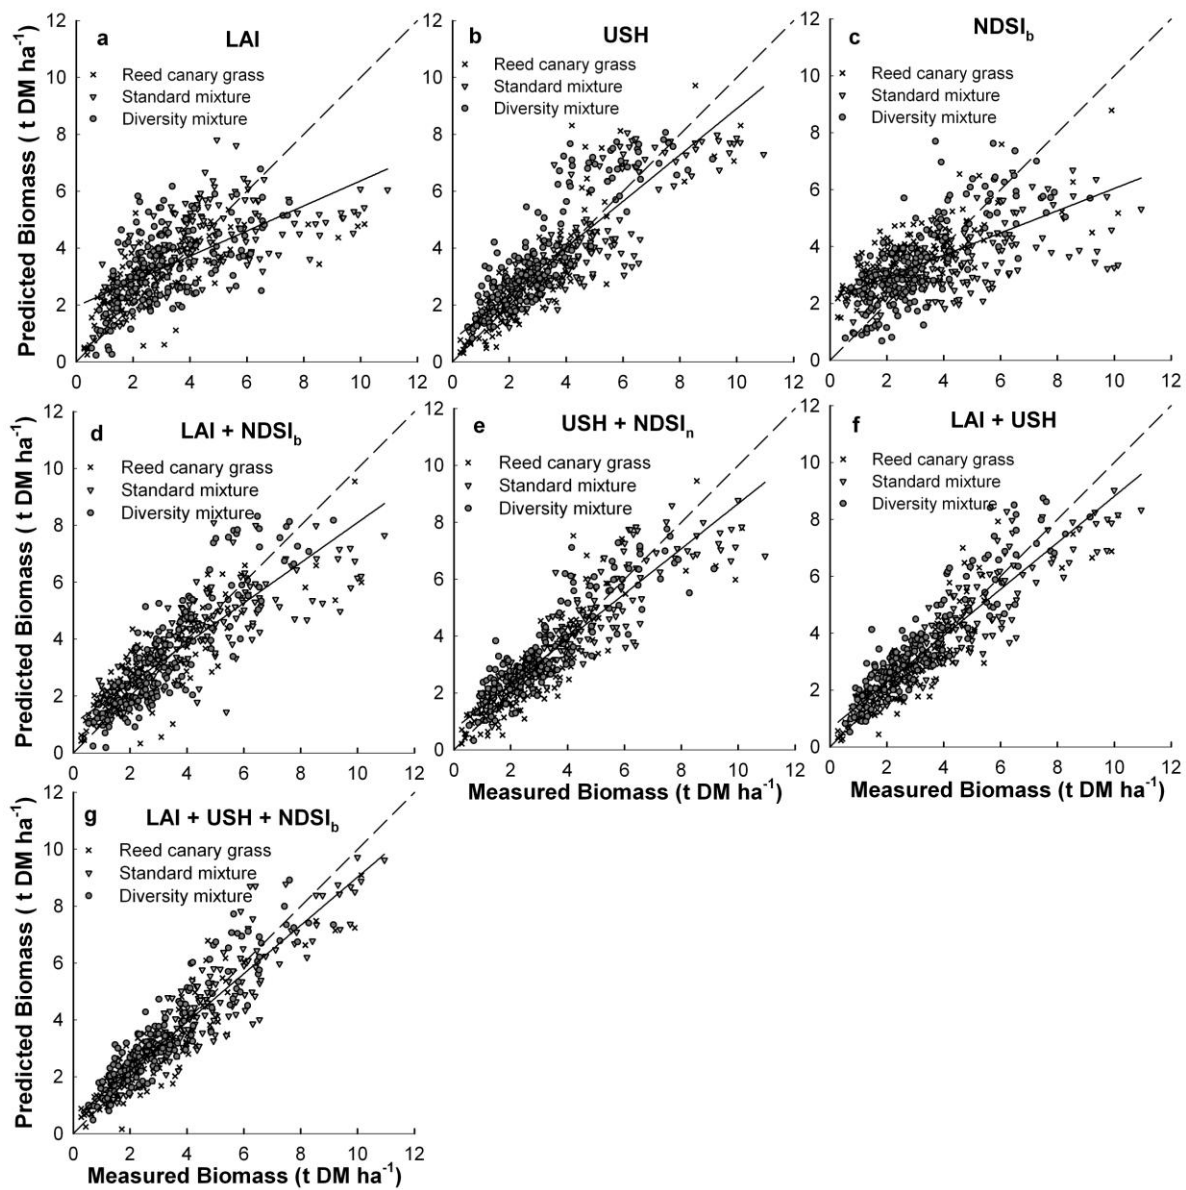 a
LAI
Reed canary grass
Standard mixture
Diversity mixture
Predicted Biomass ( t DM ha-1)
0 2 4 6 8 10 12
0 2 4 6 8 10 12
b
USH
Reed canary grass
Standard mixture
Diversity mixture
0 2 4 6 8 10 12
0 2 4 6 8 10 12
c
NDSIb
Reed canary grass
Standard mixture
Diversity mixture
0 2 4 6 8 10 12
0 2 4 6 8 10 12
d
LAI + NDSIb
Reed canary grass
Standard mixture
Diversity mixture
Predicted Biomass ( t DM ha-1)
0 2 4 6 8 10 12
0 2 4 6 8 10 12
e
USH + NDSIn
Reed canary grass
Standard mixture
Diversity mixture
0 2 4 6 8 10 12
0 2 4 6 8 10 12
Measured Biomass (t DM ha-1)
f
LAI + USH
Reed canary grass
Standard mixture
Diversity mixture
0 2 4 6 8 10 12
0 2 4 6 8 10 12
Measured Biomass (t DM ha-1)
g
LAI + USH + NDSIb
Reed canary grass
Standard mixture
Diversity mixture
Predicted Biomass ( t DM ha-1)
0 2 4 6 8 10 12
0 2 4 6 8 10 12
Measured Biomass (t DM ha-1)